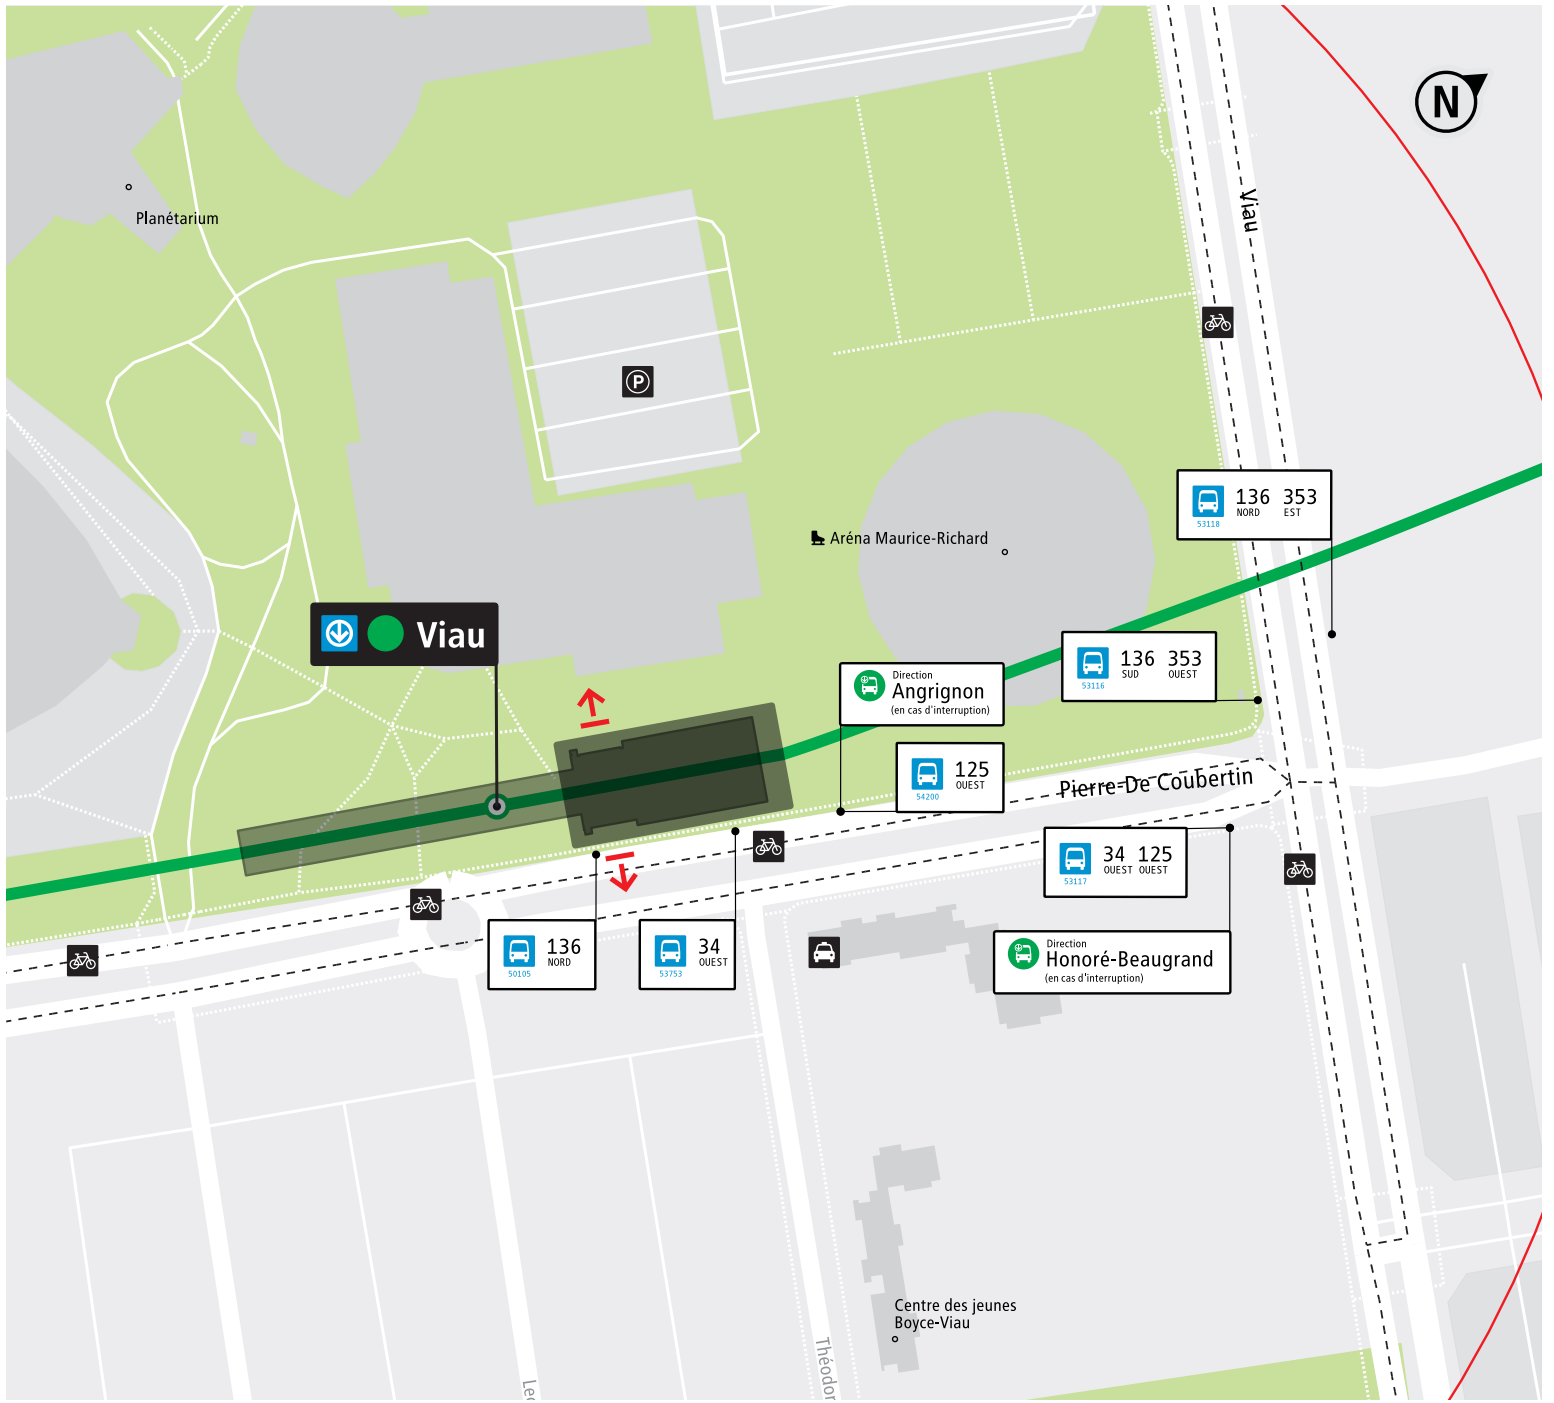 N
Planétarium
Viau
P
136 353
NORD EST
53118
Aréna Maurice-Richard
Viau
136 353
SUD OUEST
53116
Direction
Angrignon
(en cas d'interruption)
125
OUEST
54200
Pierre-De Coubertin
34 125
OUEST OUEST
53117
136
NORD
50105
34
OUEST
53753
Direction
Honoré-Beaugrand
(en cas d'interruption)
Centre des jeunes
Boyce-Viau